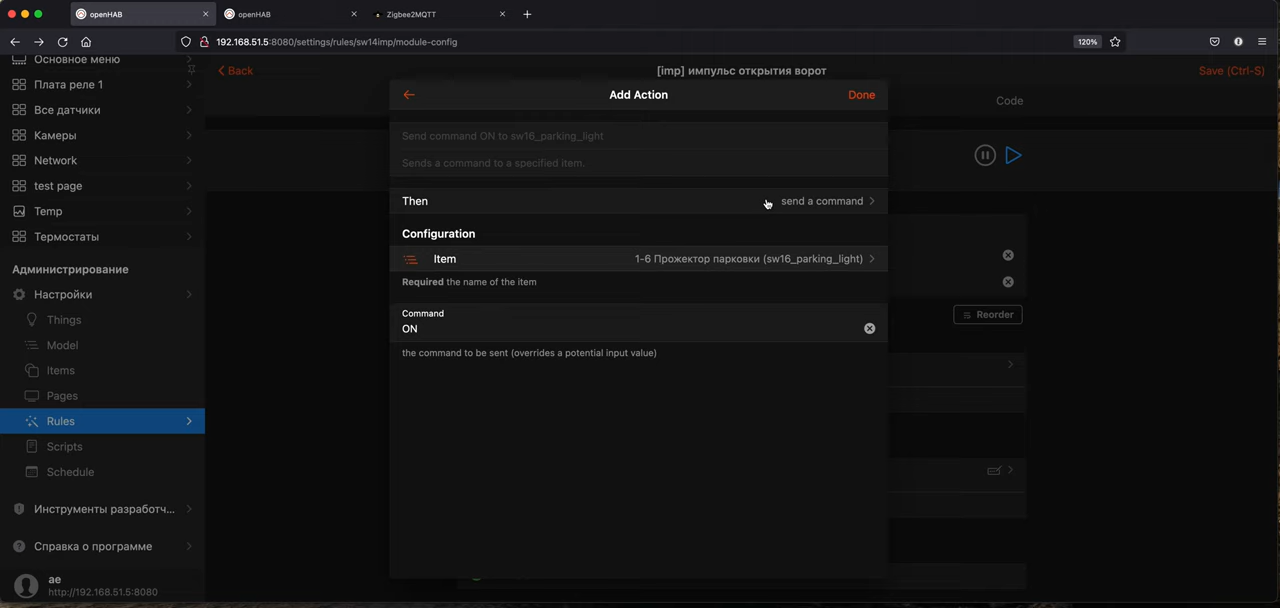 openHAB
openHAB
Zigbee2MQTT
192.168.51.5:8080/settings/rules/sw14imp/module-config
120%
Основное меню
Плата реле 1
Все датчики
Камеры
Network
test page
Temp
Термостаты
Администрирование
Настройки
Things
Model
Items
Pages
Rules
Scripts
Schedule
Инструменты разработч...
Справка о программе
ae
http://192.168.51.5:8080
Back
[imp] импульс открытия ворот
Save (Ctrl-S)
Code
Add Action
Done
Send command ON to sw16_parking_light
Sends a command to a specified item.
Then
send a command
Configuration
Item
1-6 Прожектор парковки (sw16_parking_light)
Required the name of the item
Command
ON
the command to be sent (overrides a potential input value)
Reorder